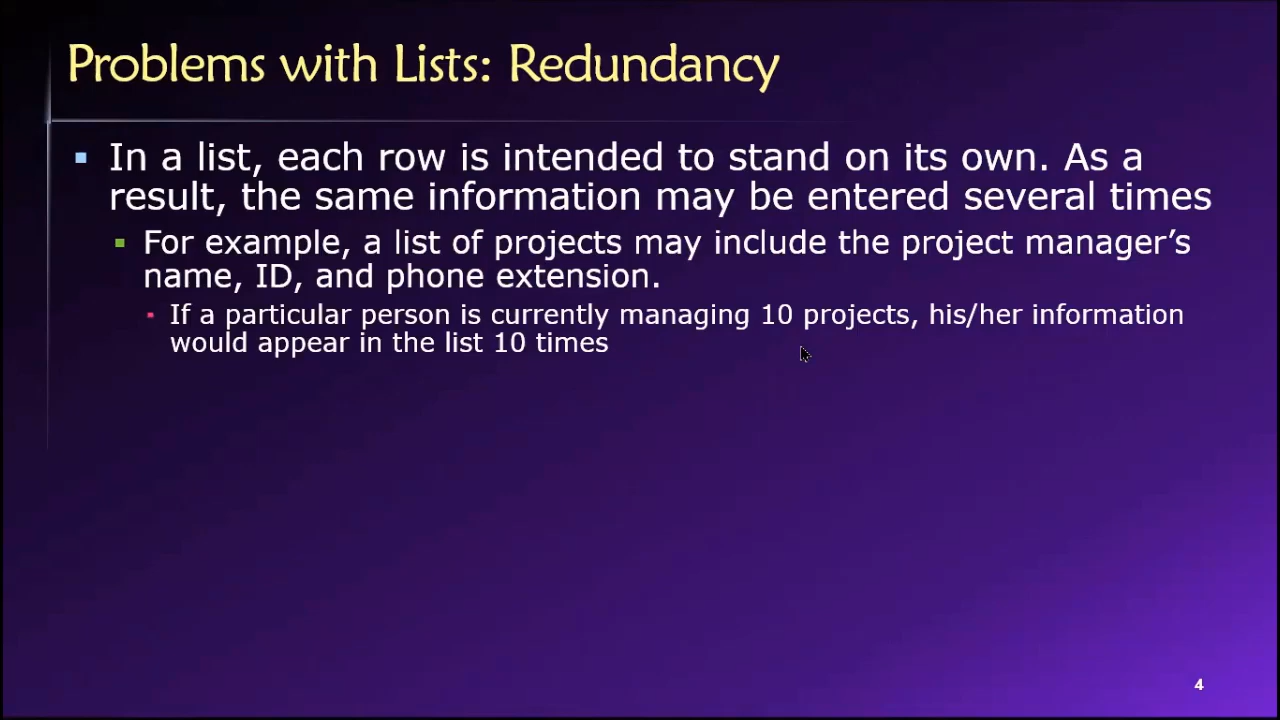 Problems with Lists: Redundancy
In a list, each row is intended to stand on its own. As a
result, the same information may be entered several times
For example, a list of projects may include the project manager’s
name, ID, and phone extension.
If a particular person is currently managing 10 projects, his/her information
would appear in the list 10 times
4